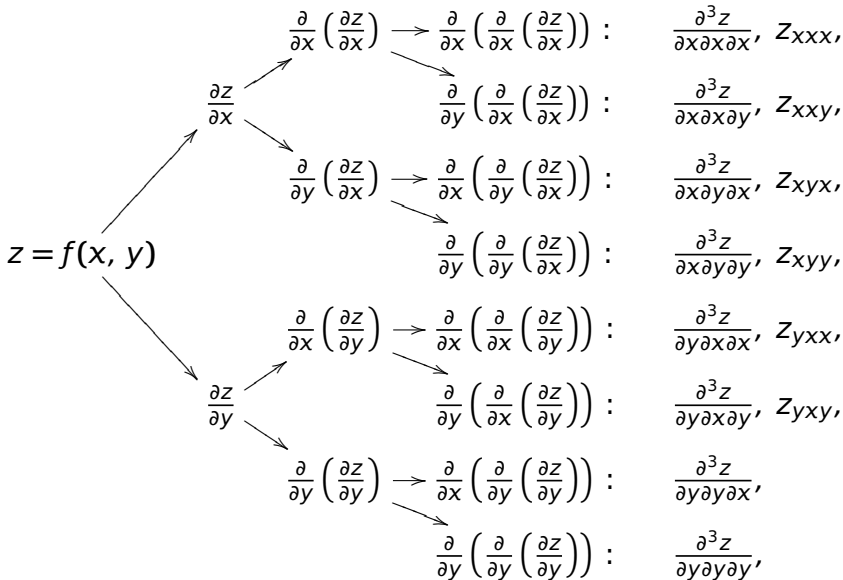 ∂/∂x (∂z/∂x) → ∂/∂x (∂/∂x (∂z/∂x)) : ∂³z/∂x∂x∂x, z_xxx,
∂z/∂x
∂/∂y (∂/∂x (∂z/∂x)) : ∂³z/∂x∂x∂y, z_xxy,
∂/∂y (∂z/∂x) → ∂/∂x (∂/∂y (∂z/∂x)) : ∂³z/∂x∂y∂x, z_xyx,
z = f(x, y)
∂/∂y (∂/∂y (∂z/∂x)) : ∂³z/∂x∂y∂y, z_xyy,
∂/∂x (∂z/∂y) → ∂/∂x (∂/∂x (∂z/∂y)) : ∂³z/∂y∂x∂x, z_yxx,
∂z/∂y
∂/∂y (∂/∂x (∂z/∂y)) : ∂³z/∂y∂x∂y, z_yxy,
∂/∂y (∂z/∂y) → ∂/∂x (∂/∂y (∂z/∂y)) : ∂³z/∂y∂y∂x,
∂/∂y (∂/∂y (∂z/∂y)) : ∂³z/∂y∂y∂y,